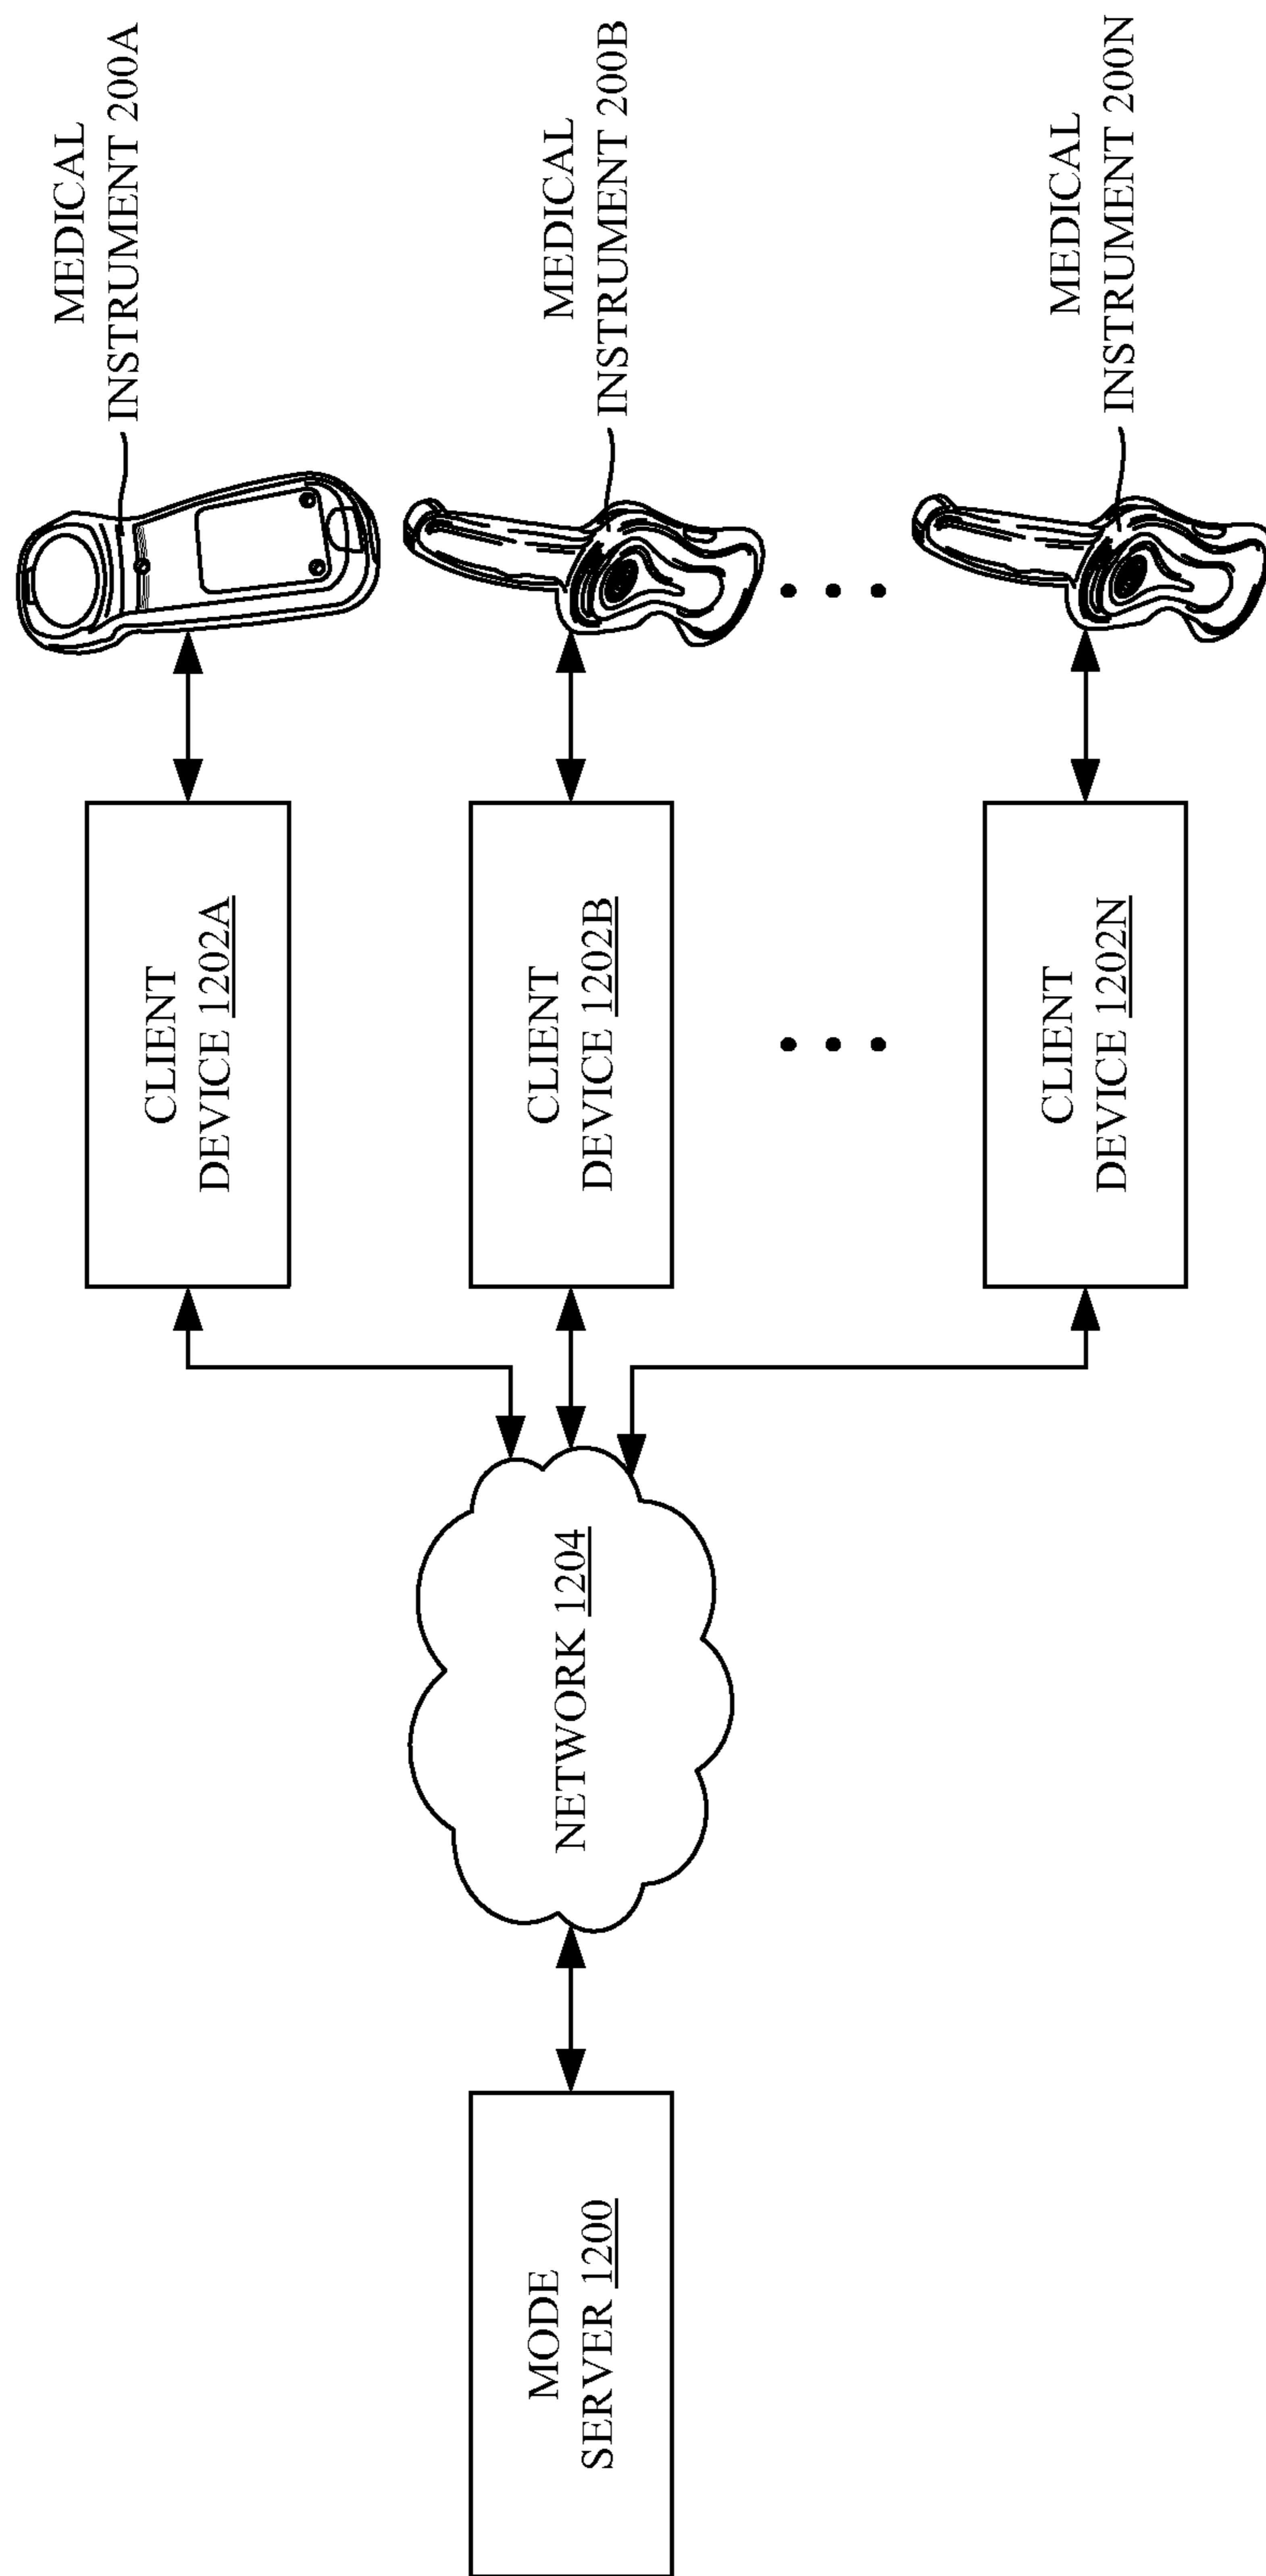 MODE
SERVER 1200
NETWORK 1204
CLIENT
DEVICE 1202A
CLIENT
DEVICE 1202B
CLIENT
DEVICE 1202N
MEDICAL
INSTRUMENT 200A
MEDICAL
INSTRUMENT 200B
MEDICAL
INSTRUMENT 200N